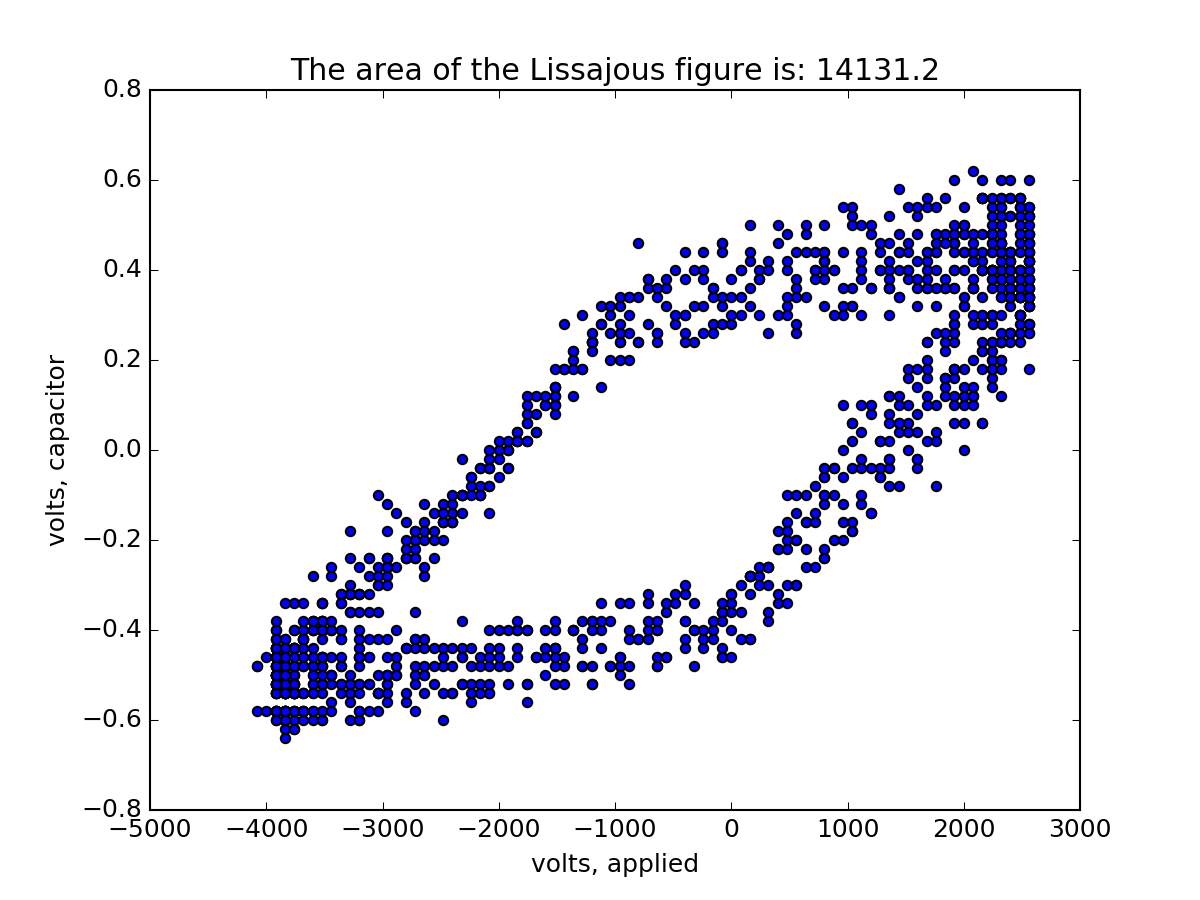 The area of the Lissajous figure is: 14131.2
0.8
0.6
0.4
0.2
0.0
−0.2
−0.4
−0.6
−0.8
volts, capacitor
−5000 −4000 −3000 −2000 −1000 0 1000 2000 3000
volts, applied